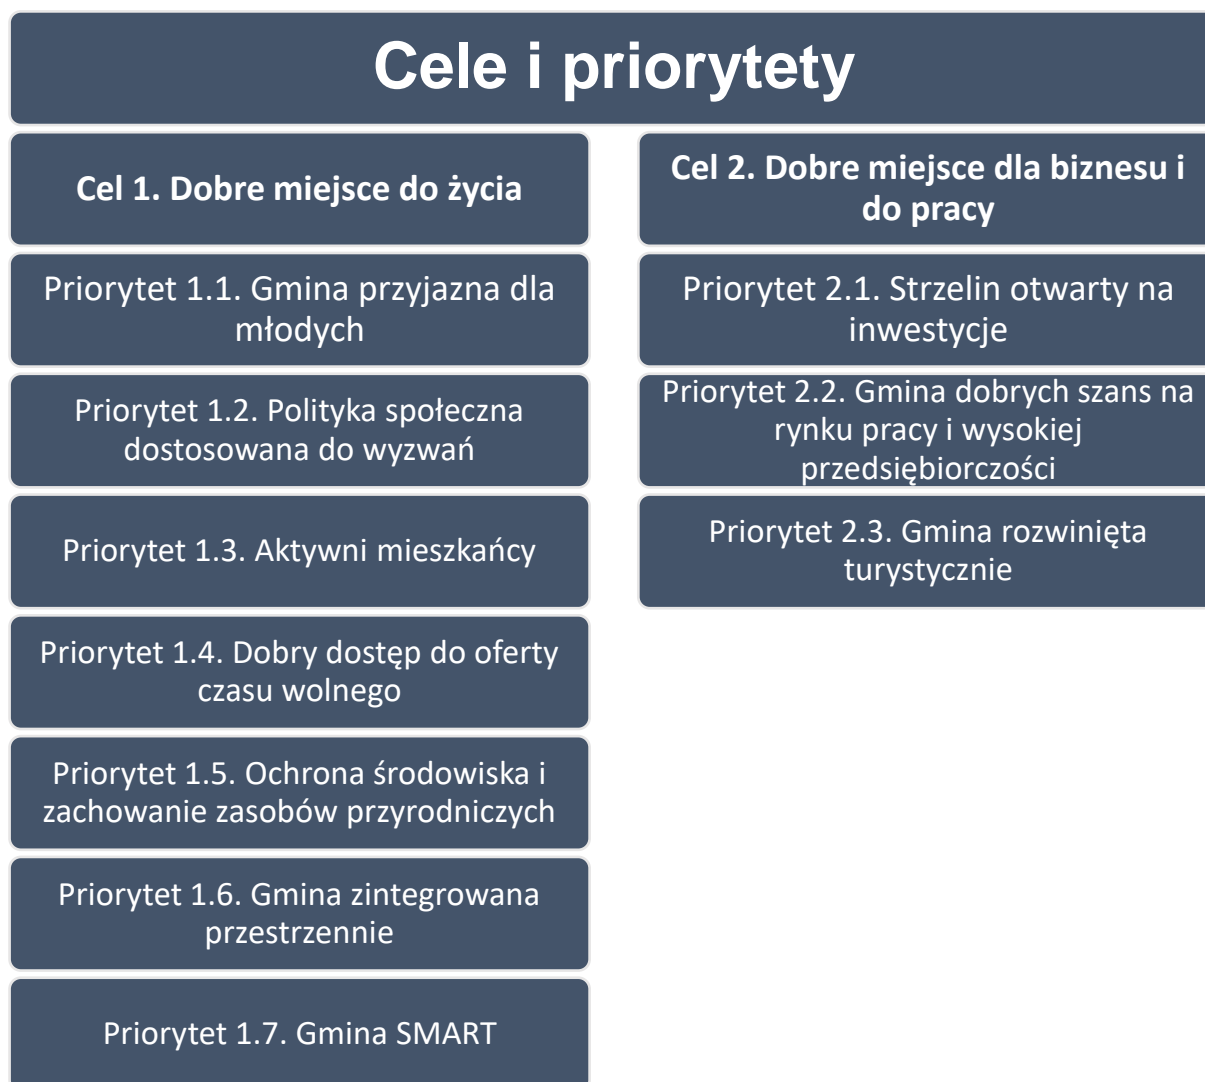 Cele i priorytety
Cel 1. Dobre miejsce do życia
Priorytet 1.1. Gmina przyjazna dla
młodych
Priorytet 1.2. Polityka społeczna
dostosowana do wyzwań
Priorytet 1.3. Aktywni mieszkańcy
Priorytet 1.4. Dobry dostęp do oferty
czasu wolnego
Priorytet 1.5. Ochrona środowiska i
zachowanie zasobów przyrodniczych
Priorytet 1.6. Gmina zintegrowana
przestrzennie
Priorytet 1.7. Gmina SMART
Cel 2. Dobre miejsce dla biznesu i
do pracy
Priorytet 2.1. Strzelin otwarty na
inwestycje
Priorytet 2.2. Gmina dobrych szans na
rynku pracy i wysokiej
przedsiębiorczości
Priorytet 2.3. Gmina rozwinięta
turystycznie